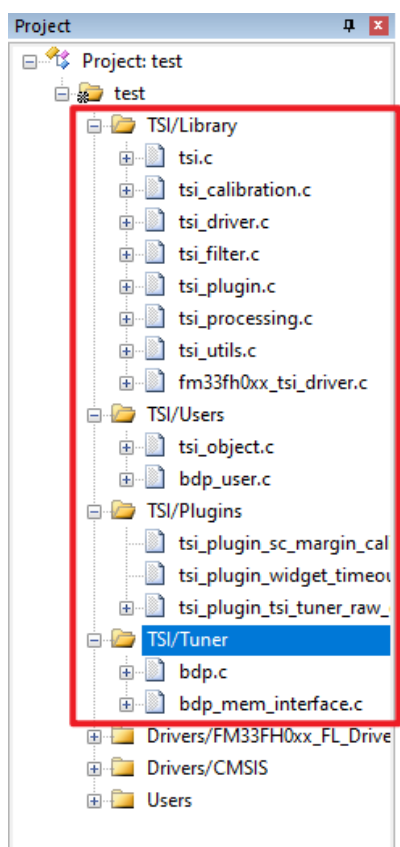 Project
Project: test
test
TSI/Library
tsi.c
tsi_calibration.c
tsi_driver.c
tsi_filter.c
tsi_plugin.c
tsi_processing.c
tsi_utils.c
fm33fh0xx_tsi_driver.c
TSI/Users
tsi_object.c
bdp_user.c
TSI/Plugins
tsi_plugin_sc_margin_cal
tsi_plugin_widget_timeou
tsi_plugin_tsi_tuner_raw_
TSI/Tuner
bdp.c
bdp_mem_interface.c
Drivers/FM33FH0xx_FL_Drive
Drivers/CMSIS
Users